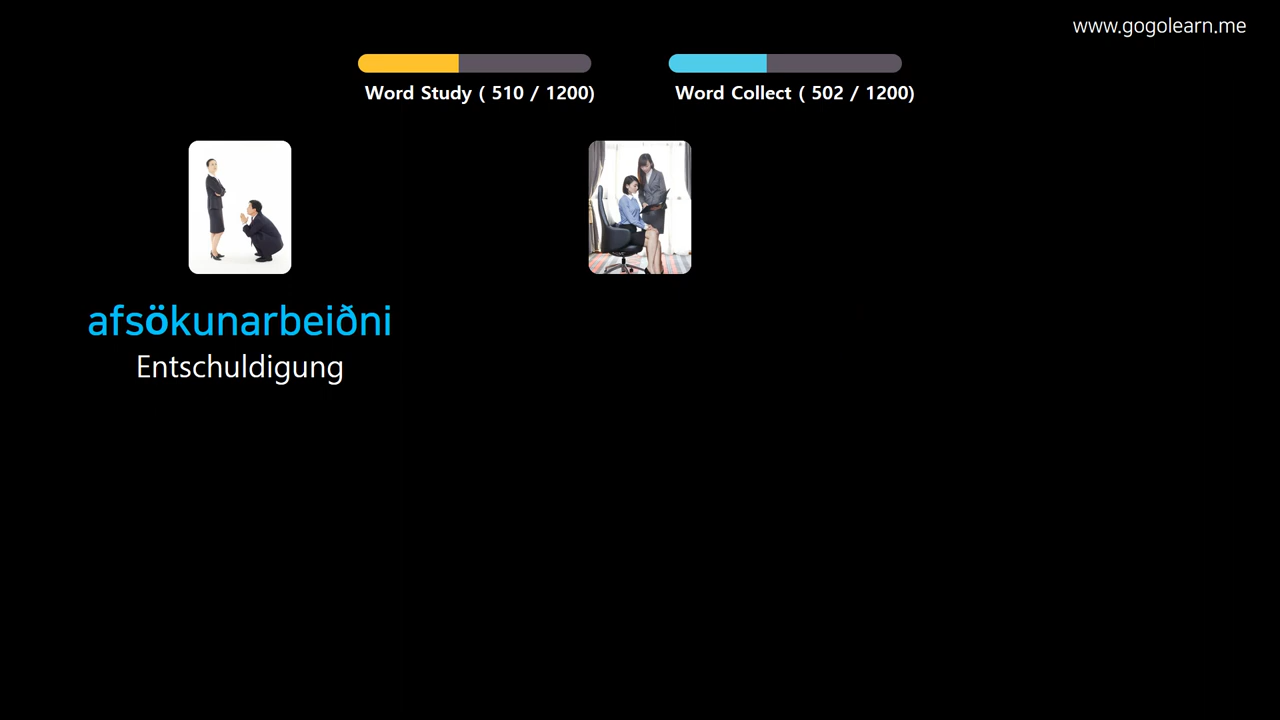 www.gogolearn.me
Word Study ( 510 / 1200)
Word Collect ( 502 / 1200)
afsökunarbeiðni
Entschuldigung